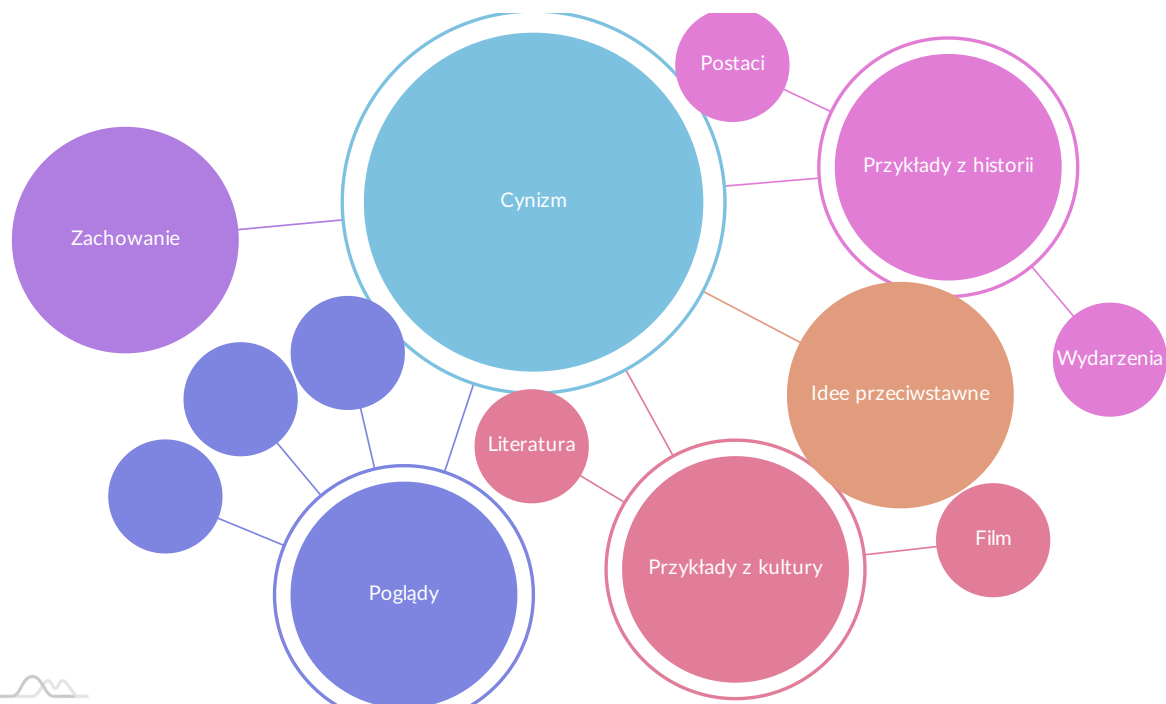 Postaci
Przykłady z historii
Cynizm
Zachowanie
Wydarzenia
Idee przeciwstawne
Literatura
Film
Przykłady z kultury
Poglądy